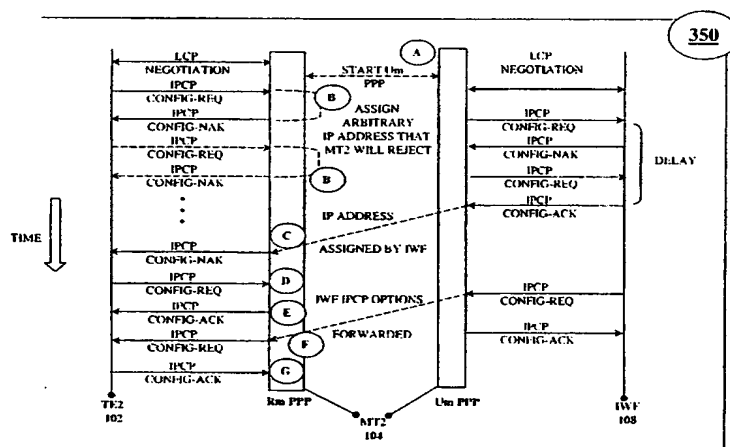 350
A
LCP
NEGOTIATION
START Um
PPP
LCP
NEGOTIATION
IPCP
CONFIG-REQ
B
ASSIGN
ARBITRARY
IP ADDRESS THAT
MT2 WILL REJECT
IPCP
CONFIG-NAK
IPCP
CONFIG-REQ
IPCP
CONFIG-REQ
IPCP
CONFIG-NAK
DELAY
IPCP
CONFIG-NAK
B
IPCP
CONFIG-REQ
IP ADDRESS
IPCP
CONFIG-ACK
TIME
C
ASSIGNED BY IWF
IPCP
CONFIG-NAK
IPCP
CONFIG-REQ
D
IWF IPCP OPTIONS
IPCP
CONFIG-REQ
IPCP
CONFIG-ACK
E
FORWARDED
IPCP
CONFIG-REQ
F
IPCP
CONFIG-ACK
IPCP
CONFIG-ACK
G
TE2
102
Rm PPP
MT2
104
Um PPP
IWF
108